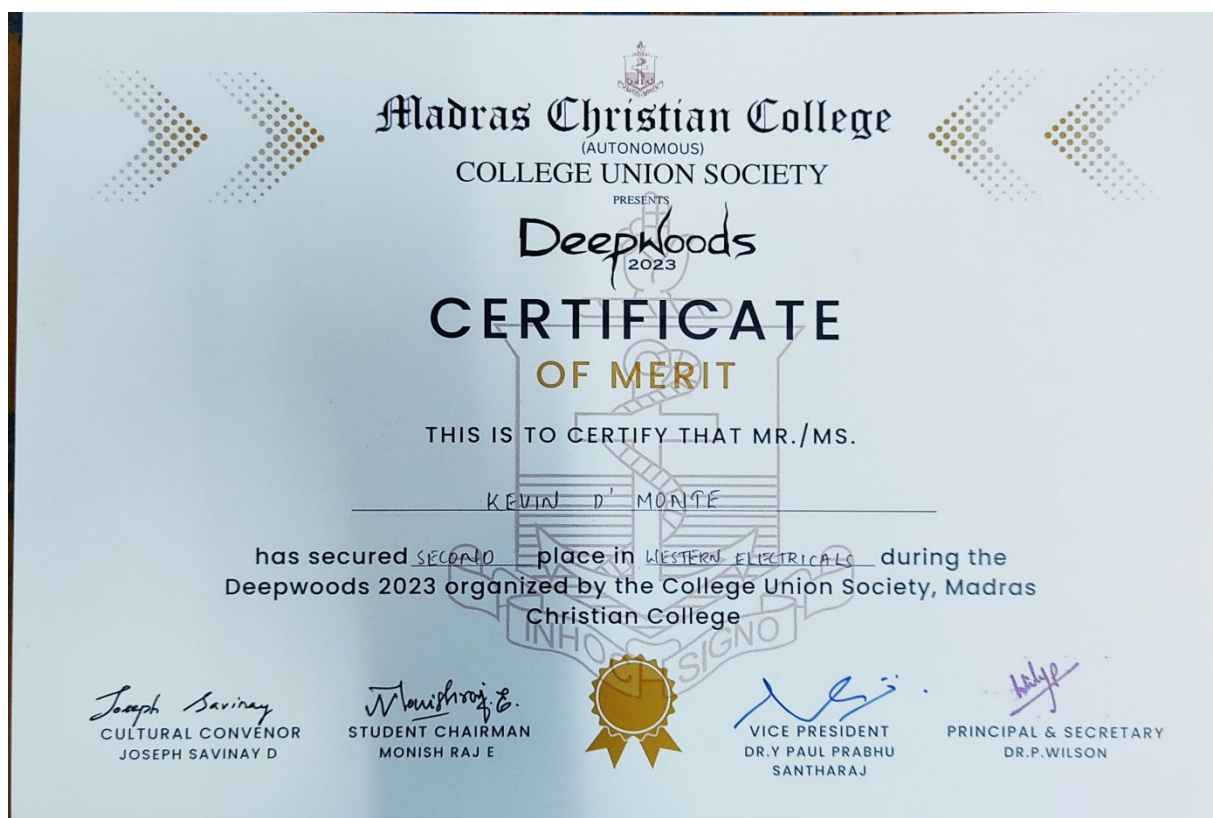 Madras Christian College
(AUTONOMOUS)
COLLEGE UNION SOCIETY
PRESENTS
Deepwoods
2023
CERTIFICATE
OF MERIT
THIS IS TO CERTIFY THAT MR./MS.
KEVIN D' MONTE
has secured SECOND place in WESTERN ELECTRICALS during the
Deepwoods 2023 organized by the College Union Society, Madras
Christian College
IN HOC SIGNO
Joseph Savinay
CULTURAL CONVENOR
JOSEPH SAVINAY D
Monishraj. E.
STUDENT CHAIRMAN
MONISH RAJ E
VICE PRESIDENT
DR.Y PAUL PRABHU
SANTHARAJ
PRINCIPAL & SECRETARY
DR.P.WILSON